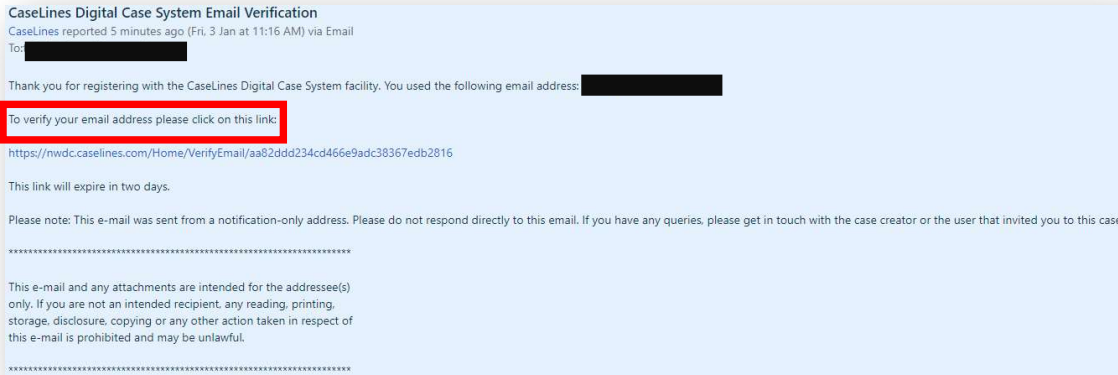 CaseLines Digital Case System Email Verification
CaseLines reported 5 minutes ago (Fri, 3 Jan at 11:16 AM) via Email
To:
Thank you for registering with the CaseLines Digital Case System facility. You used the following email address:
To verify your email address please click on this link:
https://nwdc.caselines.com/Home/VerifyEmail/aa82ddd234cd466e9adc38367edb2816
This link will expire in two days.
Please note: This e-mail was sent from a notification-only address. Please do not respond directly to this email. If you have any queries, please get in touch with the case creator or the user that invited you to this case
**********************************************************************
This e-mail and any attachments are intended for the addressee(s)
only. If you are not an intended recipient, any reading, printing,
storage, disclosure, copying or any other action taken in respect of
this e-mail is prohibited and may be unlawful.
**********************************************************************